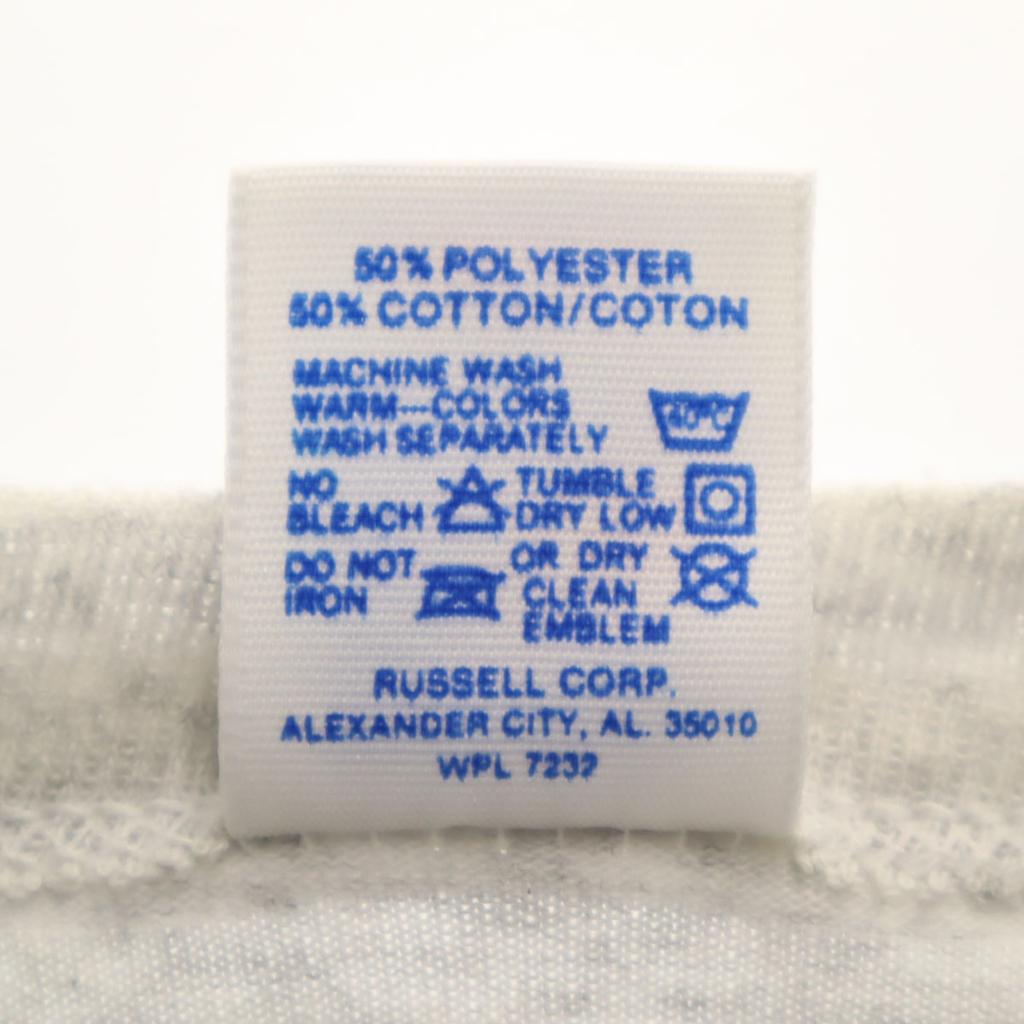 50% POLYESTER
50% COTTON/COTON
MACHINE WASH
WARM---COLORS
WASH SEPARATELY
40°C
NO
BLEACH
TUMBLE
DRY LOW
DO NOT
IRON
OR DRY
CLEAN
EMBLEM
RUSSELL CORP.
ALEXANDER CITY, AL. 35010
WPL 7232